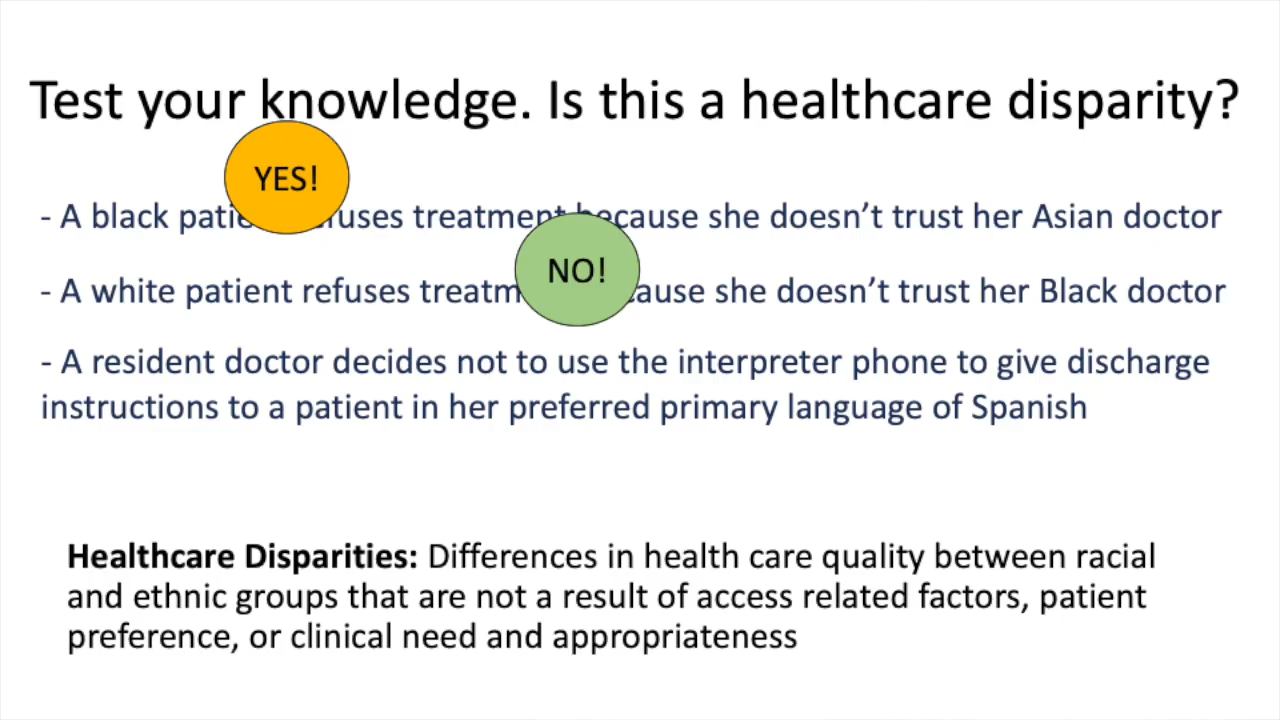 Test your knowledge. Is this a healthcare disparity?
YES!
- A black refuses treatment because she doesn’t trust her Asian doctor
NO!
- A white patient refuses she doesn’t trust her Black doctor
- A resident doctor decides not to use the interpreter phone to give discharge
instructions to a patient in her preferred primary language of Spanish
Healthcare Disparities: Differences in health care quality between racial
and ethnic groups that are not a result of access related factors, patient
preference, or clinical need and appropriateness